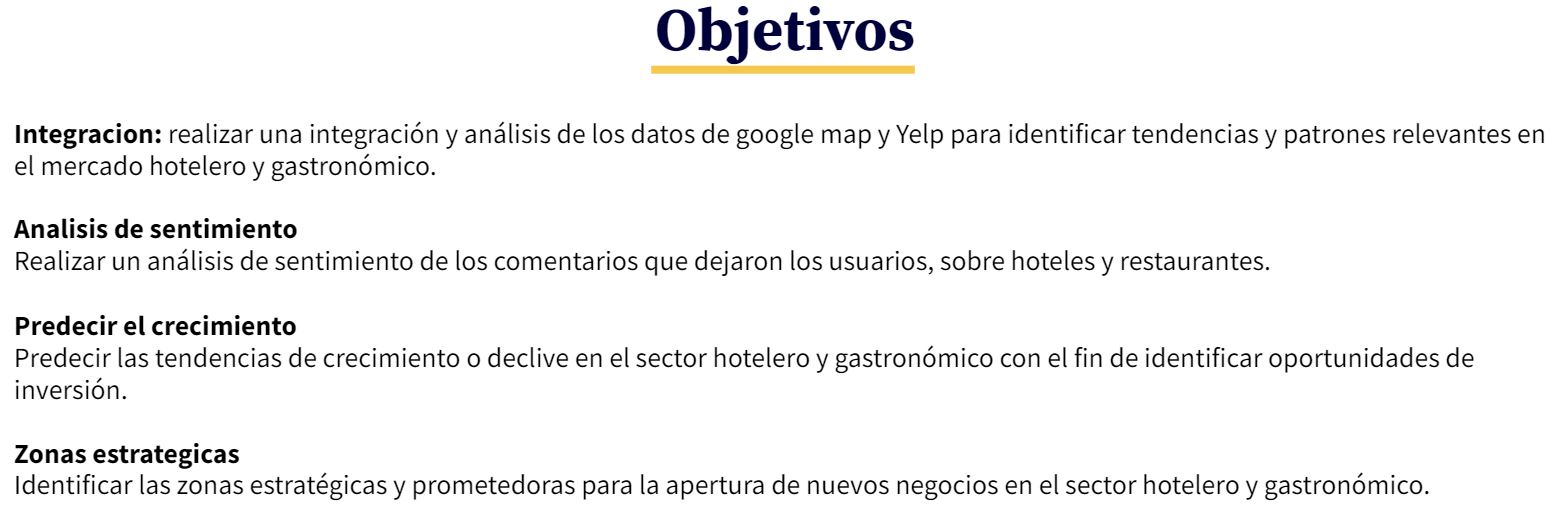 Objetivos
Integracion: realizar una integración y análisis de los datos de google map y Yelp para identificar tendencias y patrones relevantes en
el mercado hotelero y gastronómico.
Analisis de sentimiento
Realizar un análisis de sentimiento de los comentarios que dejaron los usuarios, sobre hoteles y restaurantes.
Predecir el crecimiento
Predecir las tendencias de crecimiento o declive en el sector hotelero y gastronómico con el fin de identificar oportunidades de
inversión.
Zonas estrategicas
Identificar las zonas estratégicas y prometedoras para la apertura de nuevos negocios en el sector hotelero y gastronómico.